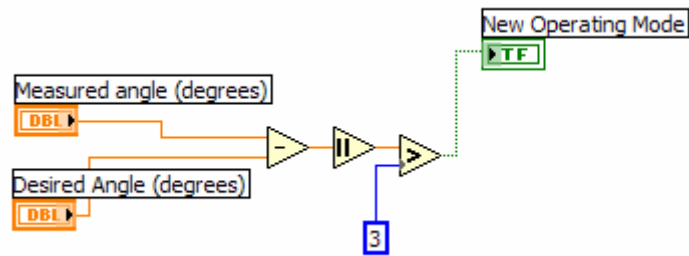 New Operating Mode
TF
Measured angle (degrees)
DBL
Desired Angle (degrees)
DBL
3